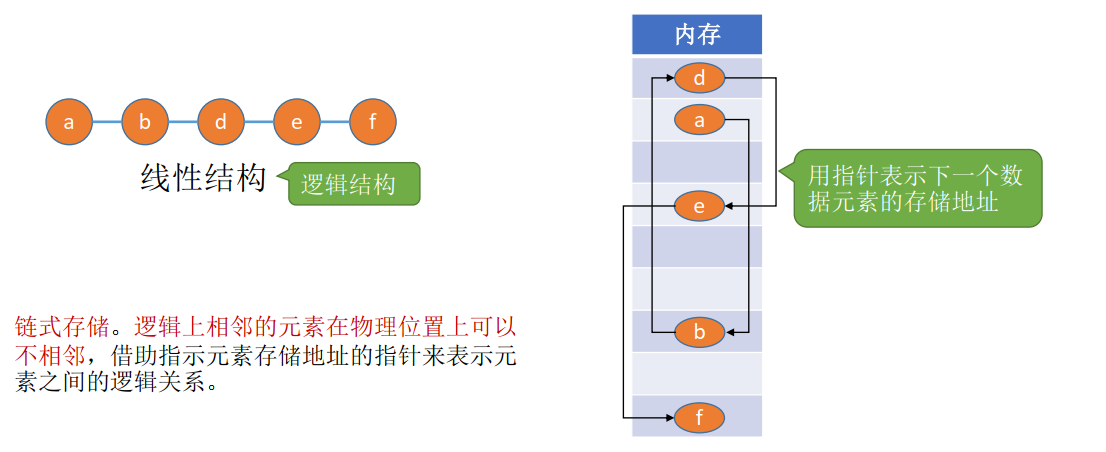 a b d e f
线性结构
逻辑结构
链式存储。逻辑上相邻的元素在物理位置上可以
不相邻，借助指示元素存储地址的指针来表示元
素之间的逻辑关系。
内存
d
a
e
b
f
用指针表示下一个数
据元素的存储地址